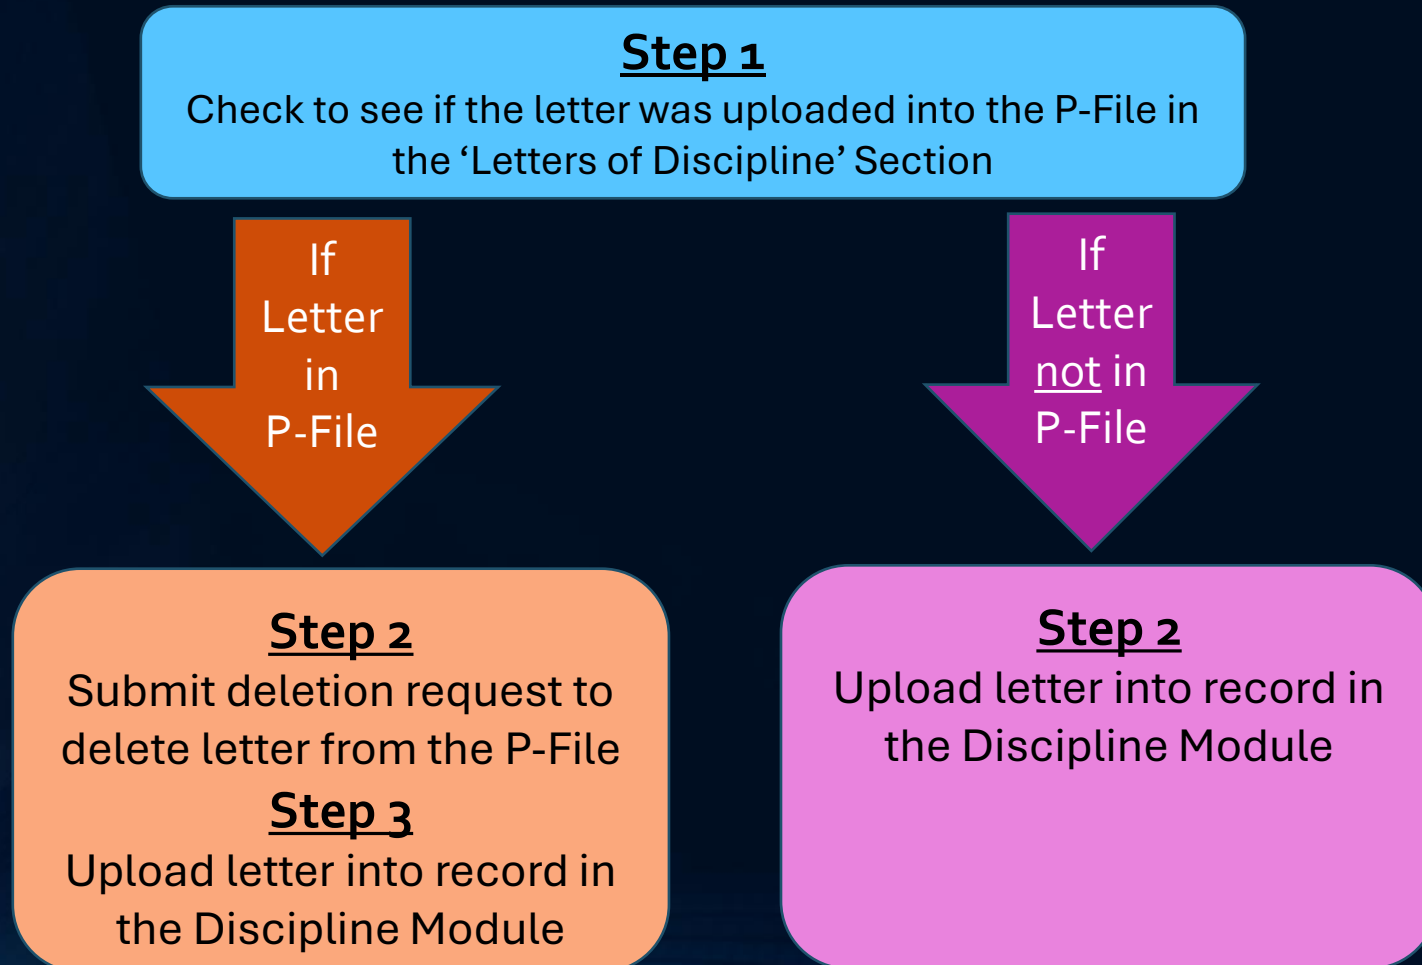 Step 1
Check to see if the letter was uploaded into the P-File in
the ‘Letters of Discipline’ Section
If
Letter
in
P-File
If
Letter
not in
P-File
Step 2
Submit deletion request to
delete letter from the P-File
Step 3
Upload letter into record in
the Discipline Module
Step 2
Upload letter into record in
the Discipline Module